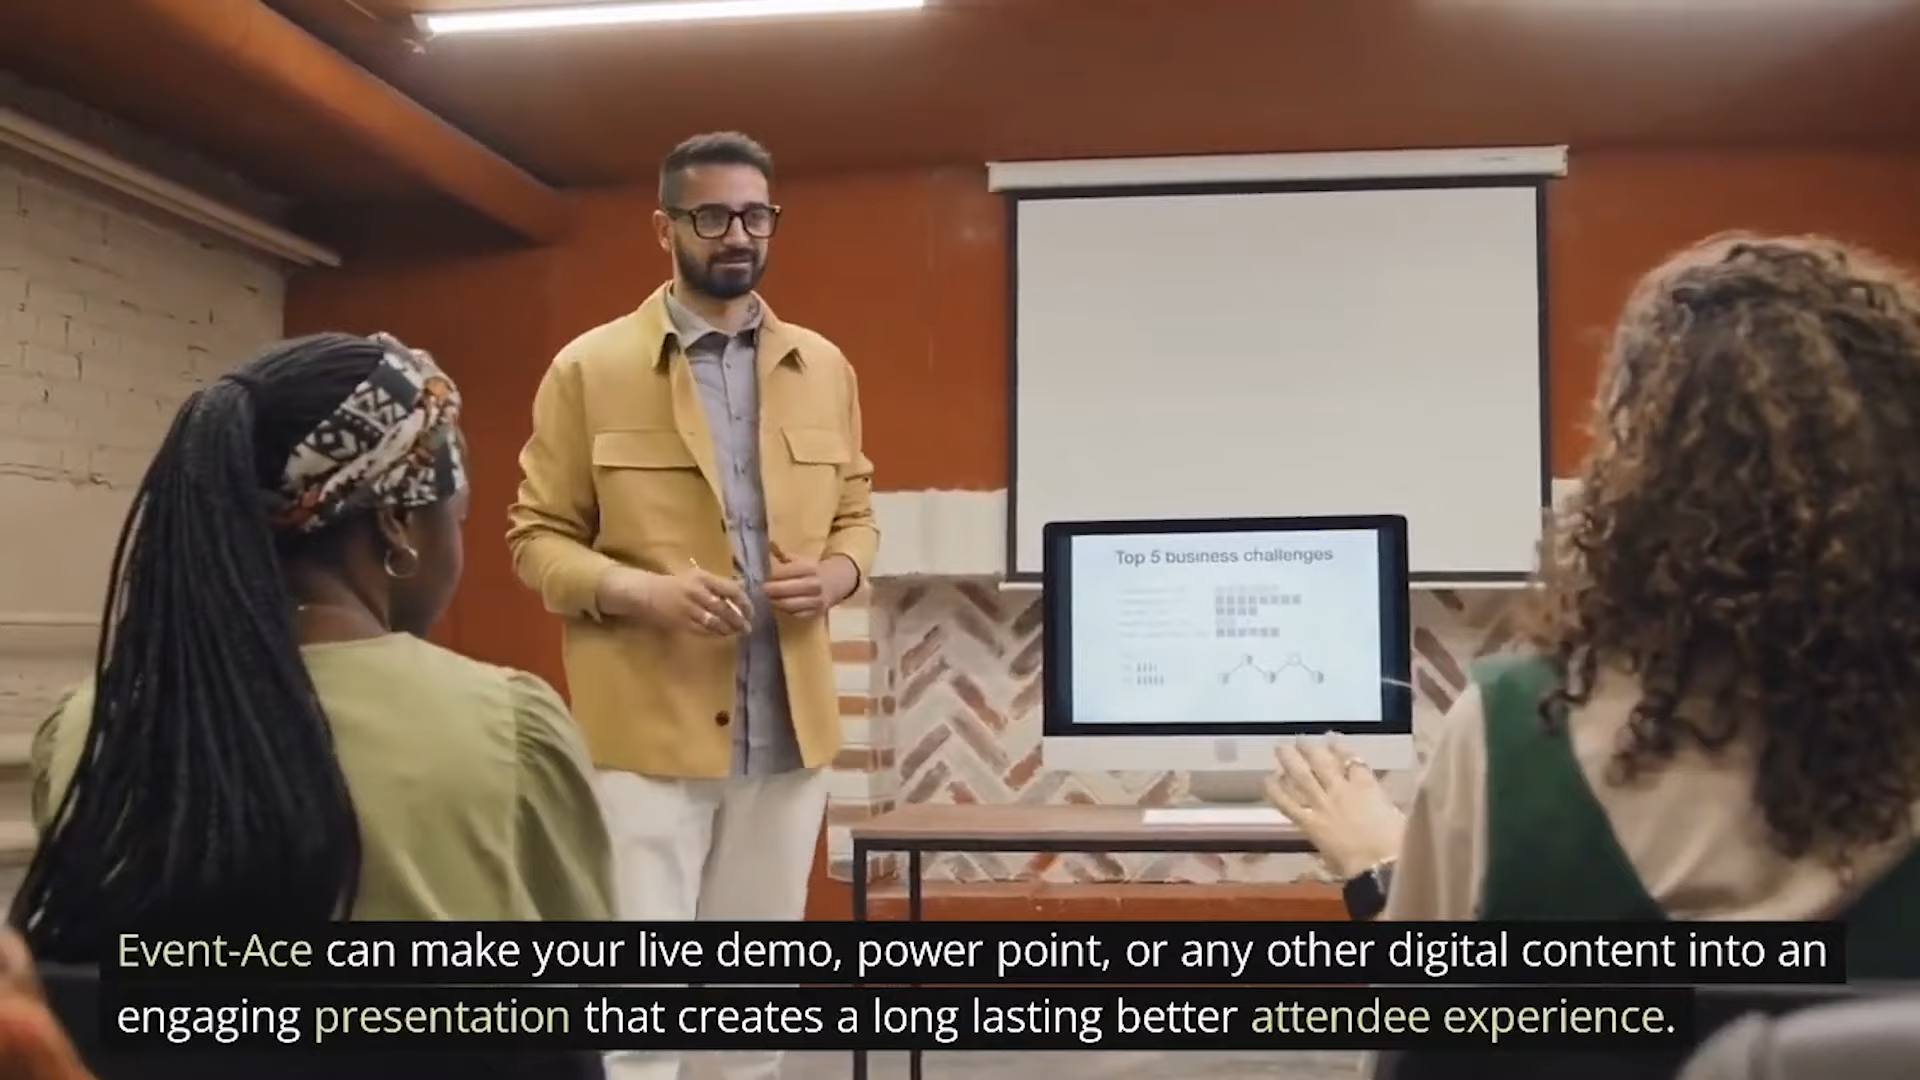 Top 5 business challenges
Event-Ace can make your live demo, power point, or any other digital content into an
engaging presentation that creates a long lasting better attendee experience.